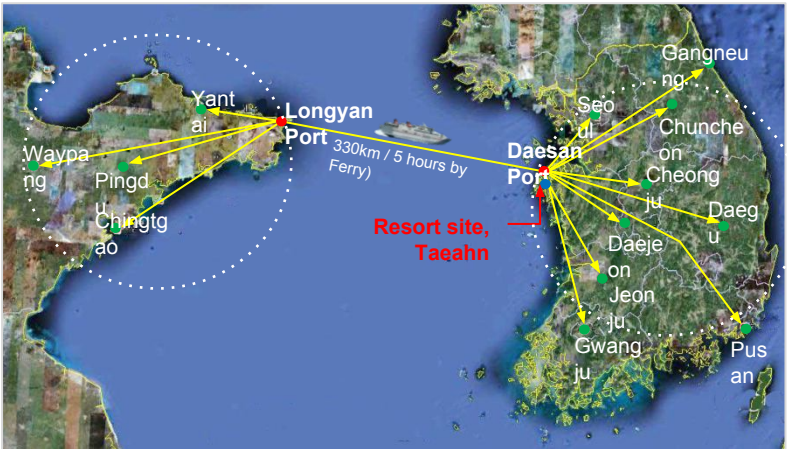 Yant
ai
Longyan
Port
Waypa
ng
Pingd
u
Chingtg
ao
330km / 5 hours by
Ferry)
Gangneu
ng
Seo
ul
Chunche
on
Daesan
Port
Cheong
ju
Daeg
u
Resort site,
Taeahn
Daeje
on
Jeon
ju
Gwang
ju
Pus
an